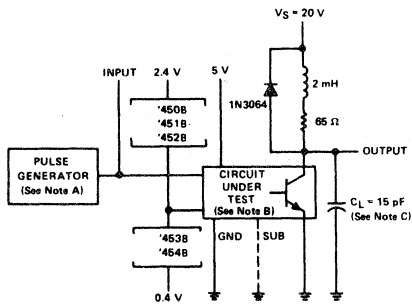 VS = 20 V
INPUT
2.4 V
5 V
2 mH
1N3064
'450B
'451B
'452B
65 Ω
OUTPUT
PULSE
GENERATOR
(See Note A)
CIRCUIT
UNDER
TEST
(See Note B)
CL = 15 pF
(See Note C)
'453B
'454B
GND
SUB
0.4 V